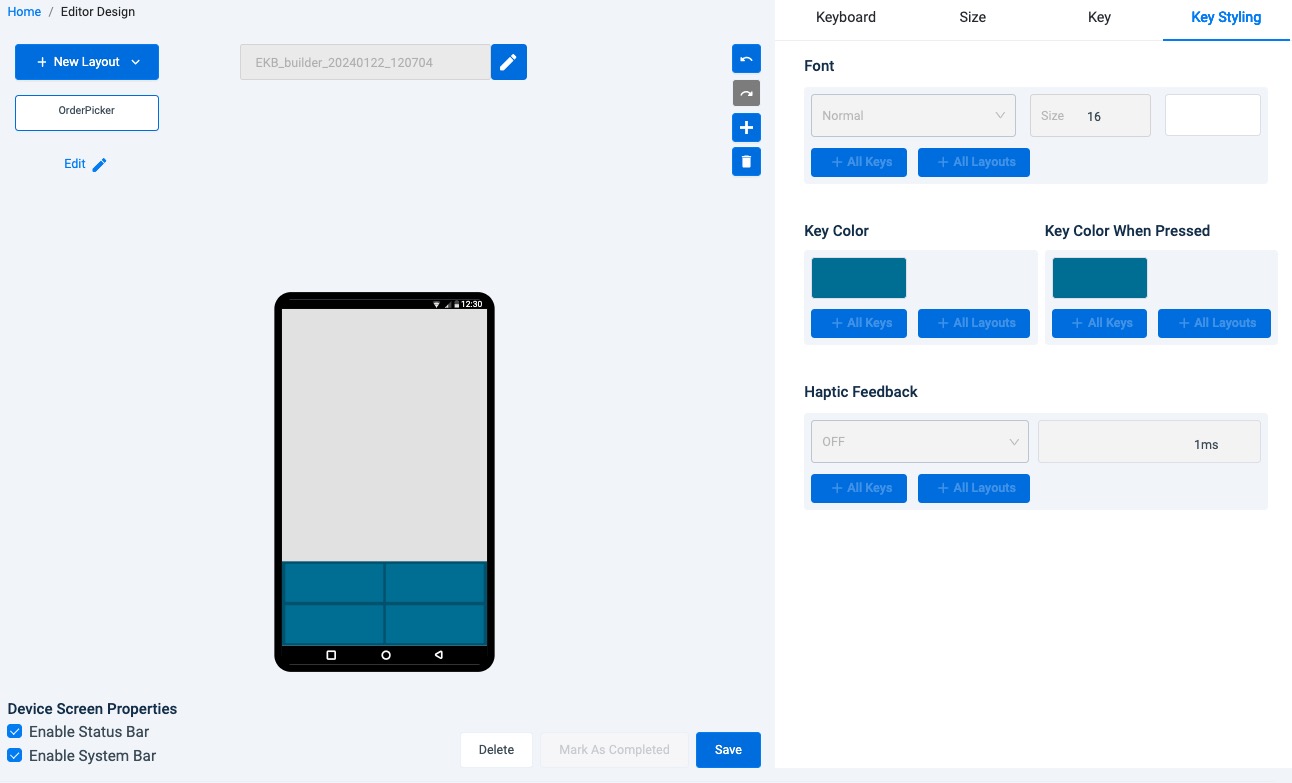 Home / Editor Design
New Layout
OrderPicker
Edit
EKB_builder_20240122_120704
12:30
Device Screen Properties
Enable Status Bar
Enable System Bar
Delete
Mark As Completed
Save
Keyboard
Size
Key
Key Styling
Font
Normal
Size 16
+ All Keys
+ All Layouts
Key Color
+ All Keys
+ All Layouts
Key Color When Pressed
+ All Keys
+ All Layouts
Haptic Feedback
OFF
1ms
+ All Keys
+ All Layouts